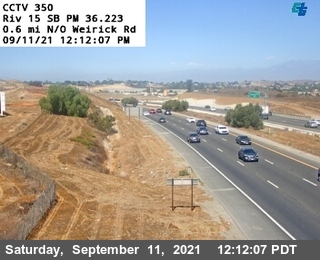 CCTV 350
Riv 15 SB PM 36.223
0.6 mi N/O Weirick Rd
09/11/21 12:12:07 PM
Saturday, September 11, 2021 12:12:07 PDT